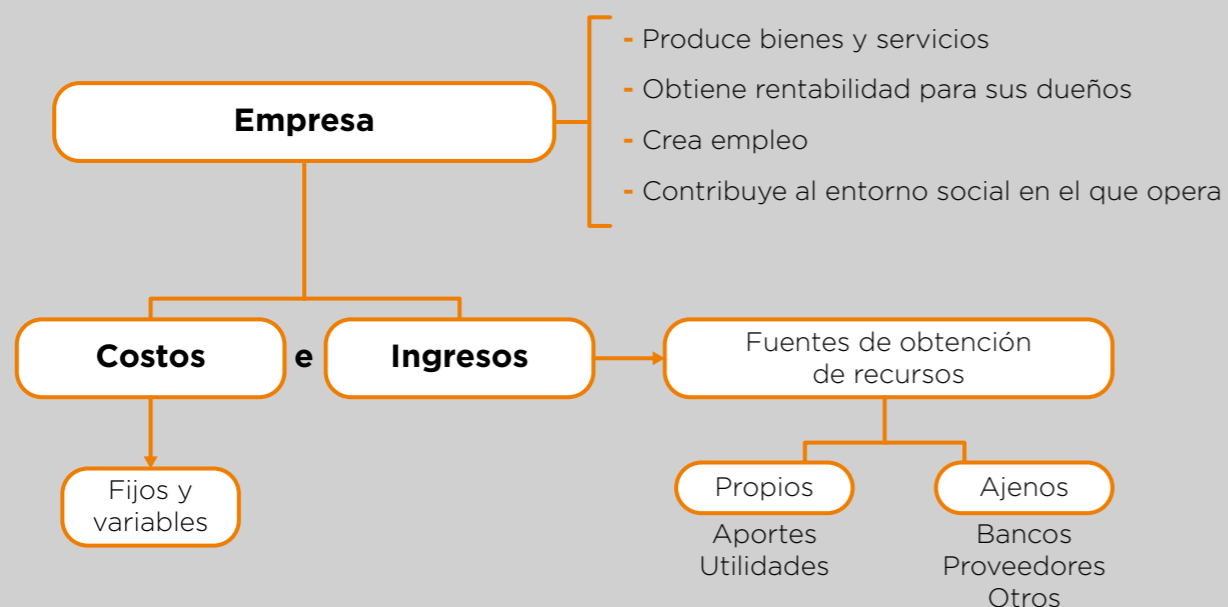 - Produce bienes y servicios
- Obtiene rentabilidad para sus dueños
- Crea empleo
- Contribuye al entorno social en el que opera
Empresa
Costos
e
Ingresos
Fuentes de obtención
de recursos
Fijos y
variables
Propios
Aportes
Utilidades
Ajenos
Bancos
Proveedores
Otros